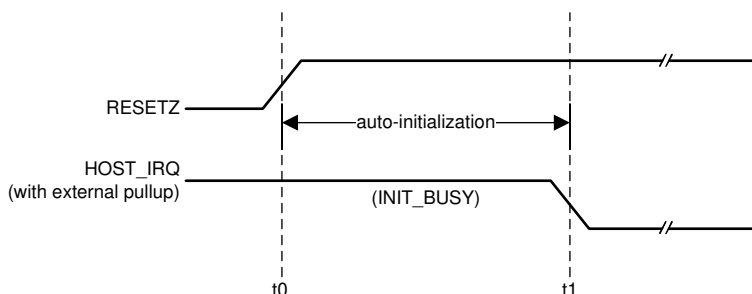 RESETZ
auto-initialization
HOST_IRQ
(with external pullup)
(INIT_BUSY)
t0
t1